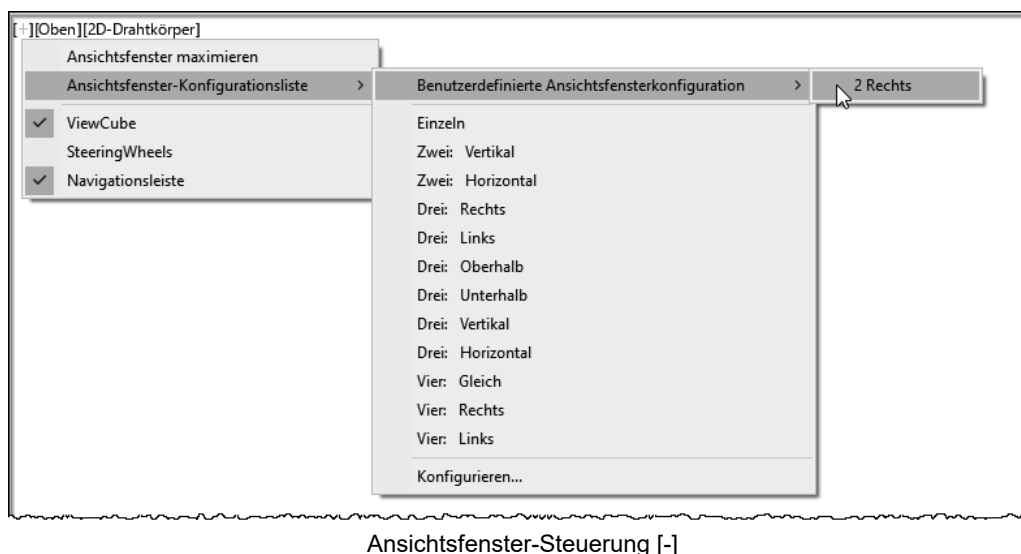 [+][Oben][2D-Drahtkörper]
Ansichtsfenster maximieren
Ansichtsfenster-Konfigurationsliste >
ViewCube
SteeringWheels
Navigationsleiste
Benutzerdefinierte Ansichtsfensterkonfiguration >
Einzeln
Zwei: Vertikal
Zwei: Horizontal
Drei: Rechts
Drei: Links
Drei: Oberhalb
Drei: Unterhalb
Drei: Vertikal
Drei: Horizontal
Vier: Gleich
Vier: Rechts
Vier: Links
Konfigurieren...
2 Rechts
Ansichtsfenster-Steuerung [-]